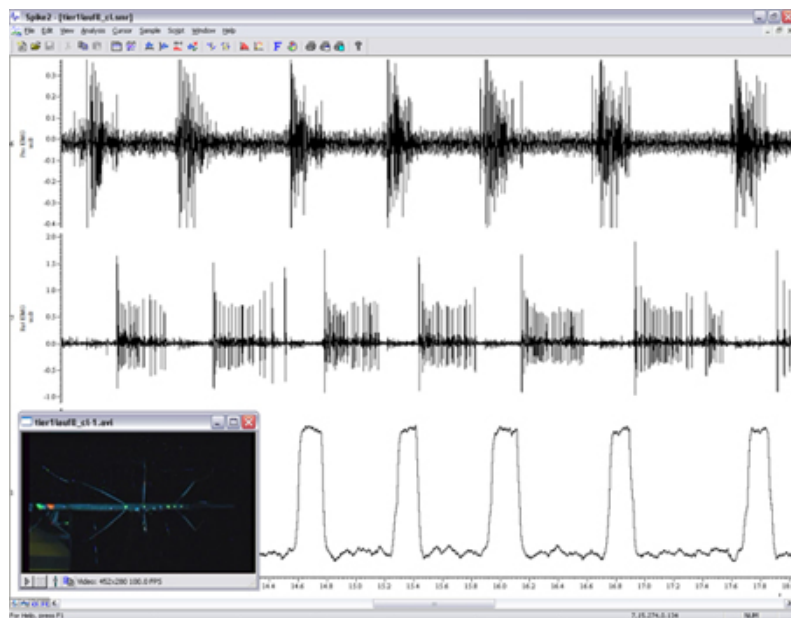 Spike2 - [tier1lauf8_cl.smr]
File Edit View Analysis Cursor Sample Script Window Help
0.3
0.2
0.1
0.0
-0.1
-0.2
-0.3
-0.4
2.0
1.5
1.0
0.5
0.0
-0.5
-1.0
tier1lauf8_cl-1.avi
Video: 452x280 100.0 FPS
14.4 14.6 14.8 15.0 15.2 15.4 15.6 15.8 16.0 16.2 16.4 16.6 16.8 17.0 17.2 17.4 17.6 17.8
For Help, press F1
NUM